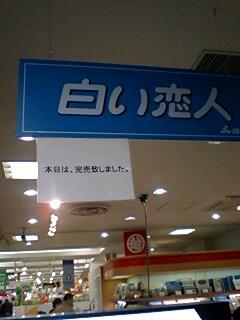 白い恋人
本日は、完売致しました。